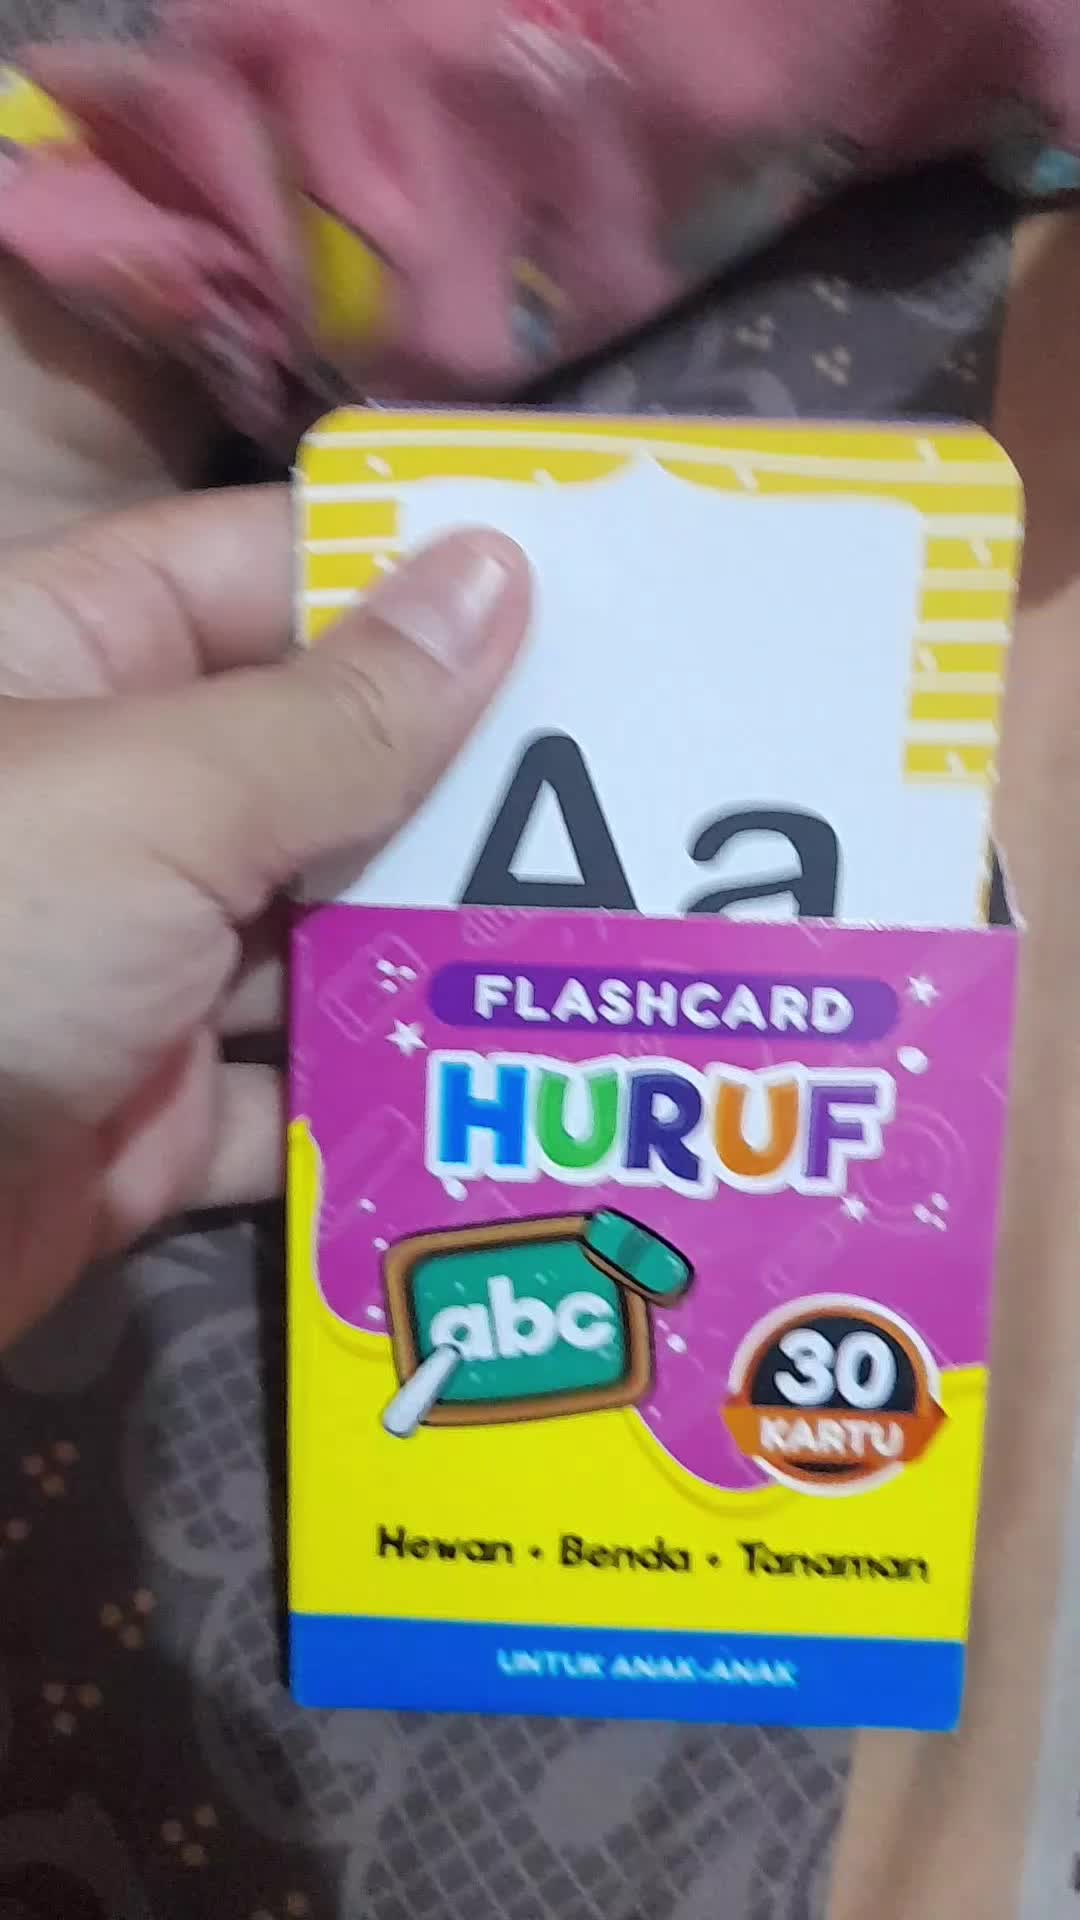 Aa
FLASHCARD
HURUF
abc
30
KARTU
Hewan • Benda • Tanaman
UNTUK ANAK-ANAK